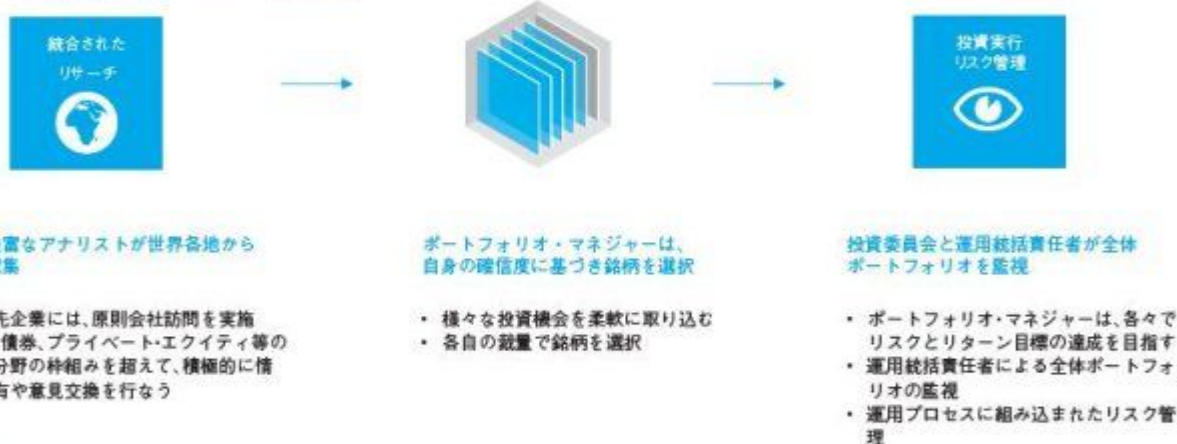 統合された
リサーチ
投資実行
リスク管理
富なアナリストが世界各地から
集
ポートフォリオ・マネジャーは、
自身の確信度に基づき銘柄を選択
投資委員会と運用統括責任者が全体
ポートフォリオを監視
先企業には、原則会社訪問を実施
債券、プライベート・エクイティ等の
分野の枠組みを超えて、積極的に情
有や意見交換を行なう
• 様々な投資機会を柔軟に取り込む
• 各自の裁量で銘柄を選択
• ポートフォリオ・マネジャーは、各々で
リスクとリターン目標の達成を目指す
• 運用統括責任者による全体ポートフォ
リオの監視
• 運用プロセスに組み込まれたリスク管
理